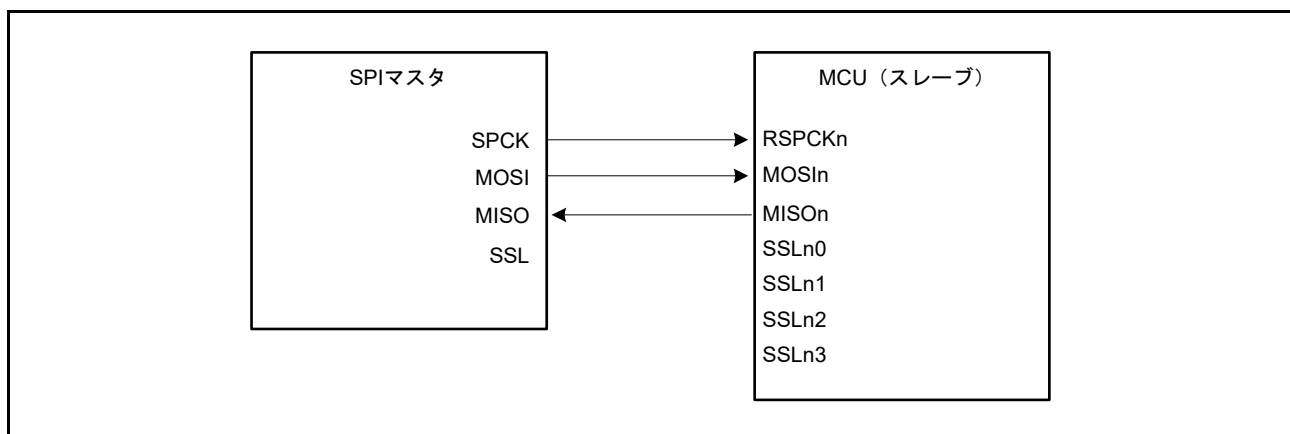 SPIマスタ
SPCK
MOSI
MISO
SSL
MCU（スレーブ）
RSPCKn
MOSIn
MISOn
SSLn0
SSLn1
SSLn2
SSLn3